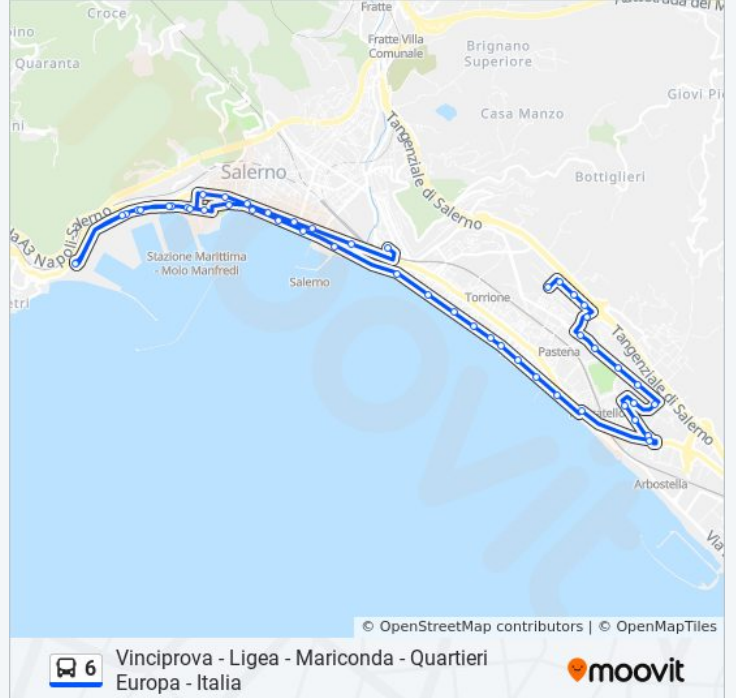 Fratte
Croce
Fratte Villa
Comunale
Brignano
Superiore
Quaranta
Giovi Pi
Casa Manzo
Tangenziale di Salerno
Salerno
Bottiglieri
Napoli-Salerno
Stazione Marittima
- Molo Manfredi
Salerno
Torrione
Pastena
Tangenziale di Salerno
Arbostella
Via
© OpenStreetMap contributors | © OpenMapTiles
6
Vinciprova - Ligea - Mariconda - Quartieri
Europa - Italia
moovit